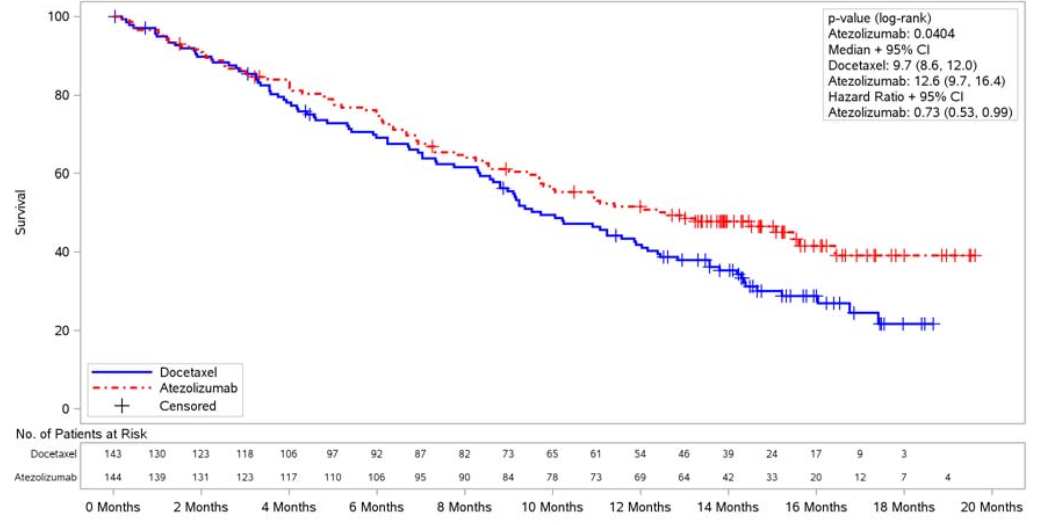 100
80
60
40
20
0
Survival
p-value (log-rank)
Atezolizumab: 0.0404
Median + 95% CI
Docetaxel: 9.7 (8.6, 12.0)
Atezolizumab: 12.6 (9.7, 16.4)
Hazard Ratio + 95% CI
Atezolizumab: 0.73 (0.53, 0.99)
Docetaxel
Atezolizumab
Censored
No. of Patients at Risk
Docetaxel 143 130 123 118 106 97 92 87 82 73 65 61 54 46 39 24 17 9 3
Atezolizumab 144 139 131 123 117 110 106 95 90 84 78 73 69 64 42 33 20 12 7 4
0 Months 2 Months 4 Months 6 Months 8 Months 10 Months 12 Months 14 Months 16 Months 18 Months 20 Months